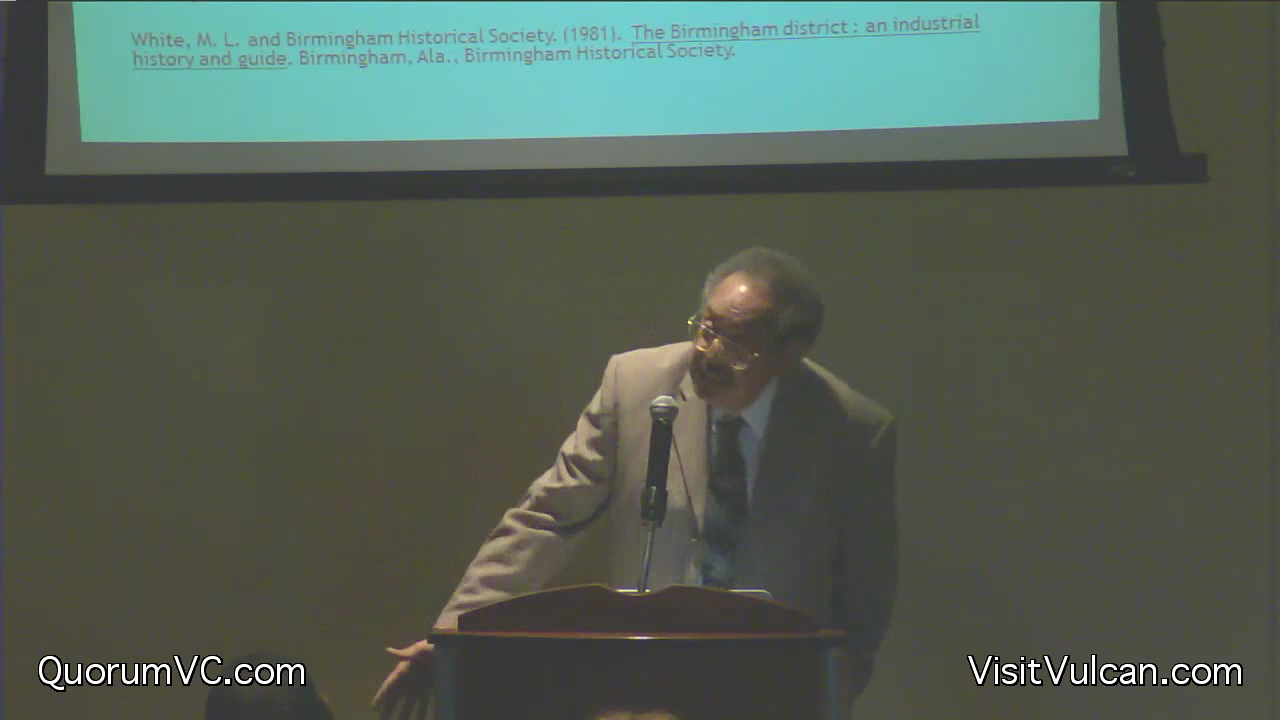 White, M. L. and Birmingham Historical Society. (1981). The Birmingham district : an industrial
history and guide. Birmingham, Ala., Birmingham Historical Society.
QuorumVC.com
VisitVulcan.com